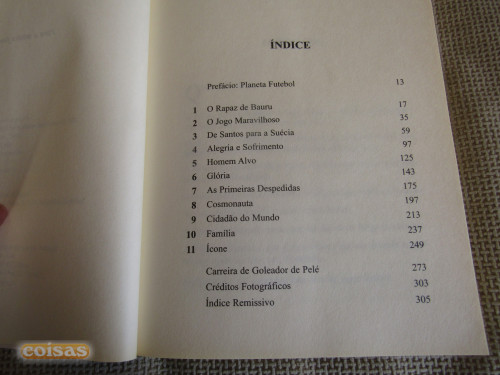 ÍNDICE
Prefácio: Planeta Futebol 13
1 O Rapaz de Bauru 17
2 O Jogo Maravilhoso 35
3 De Santos para a Suécia 59
4 Alegria e Sofrimento 97
5 Homem Alvo 125
6 Glória 143
7 As Primeiras Despedidas 175
8 Cosmonauta 197
9 Cidadão do Mundo 213
10 Família 237
11 Ícone 249
Carreira de Goleador de Pelé 273
Créditos Fotográficos 303
Índice Remissivo 305
coisas